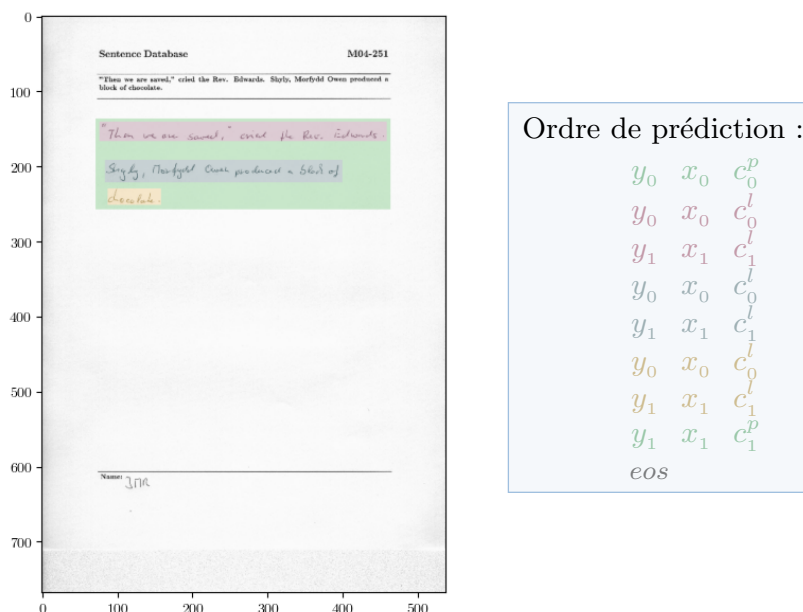 0
100
200
300
400
500
600
700
0 100 200 300 400 500
Sentence Database M04-251
"Then we are saved," cried the Rev. Edwards. Shyly, Morfydd Owen produced a
block of chocolate.
"Then we are saved," cried the Rev. Edwards.
Shyly, Morfydd Owen produced a block of
chocolate.
Name:
Ordre de prédiction :
y₀ x₀ c₀ᵖ
y₀ x₀ c₀ˡ
y₁ x₁ c₁ˡ
y₀ x₀ c₀ˡ
y₁ x₁ c₁ˡ
y₀ x₀ c₀ˡ
y₁ x₁ c₁ˡ
y₁ x₁ c₁ᵖ
eos